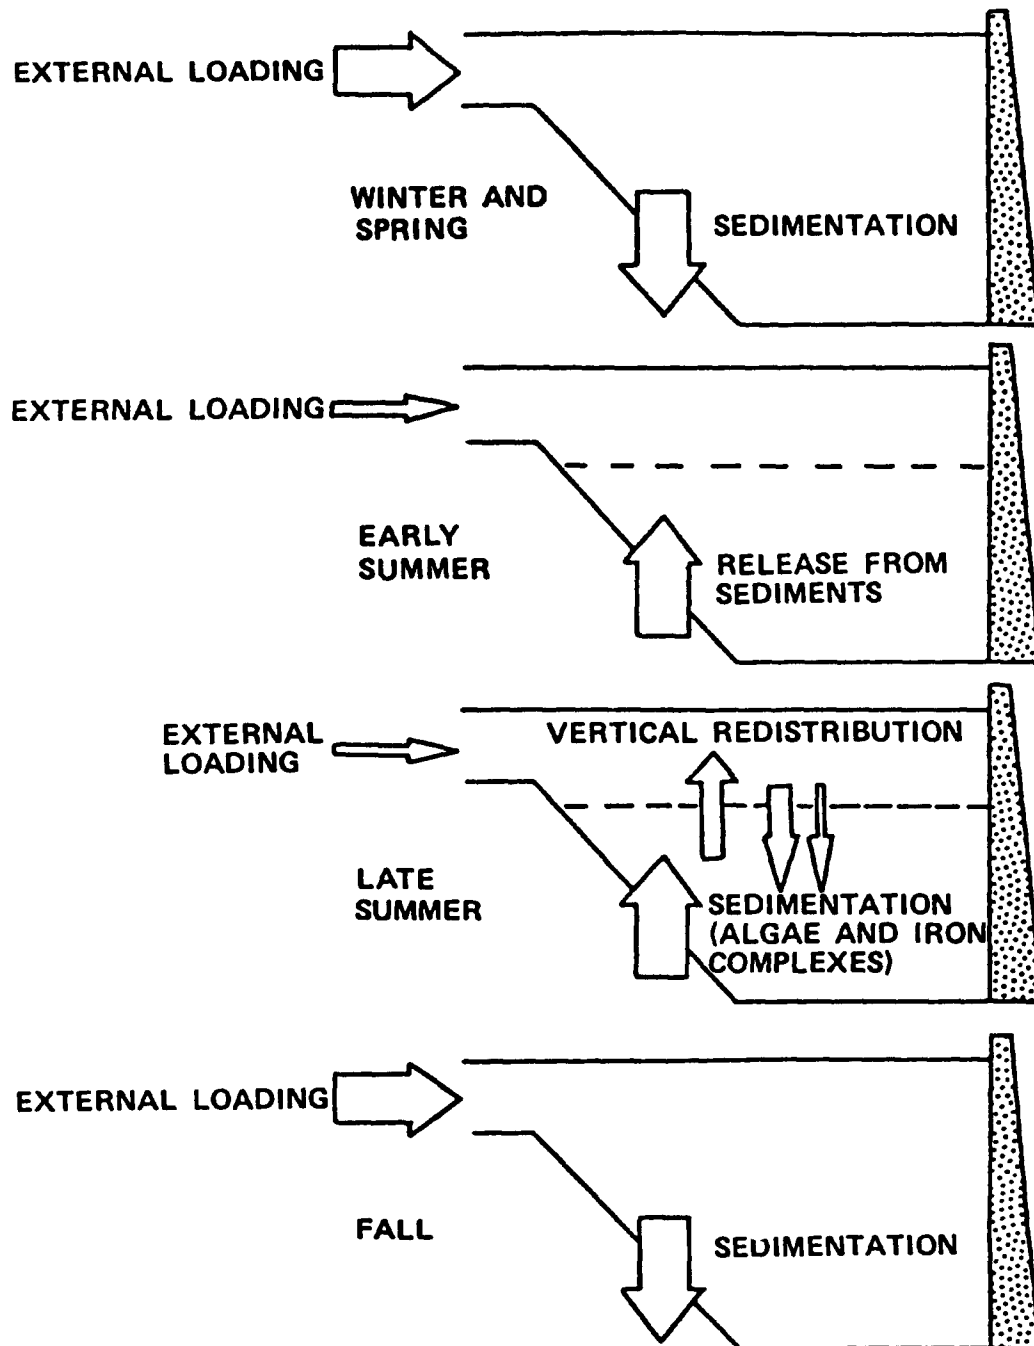 EXTERNAL LOADING
WINTER AND
SPRING
SEDIMENTATION
EXTERNAL LOADING
EARLY
SUMMER
RELEASE FROM
SEDIMENTS
EXTERNAL
LOADING
VERTICAL REDISTRIBUTION
LATE
SUMMER
SEDIMENTATION
(ALGAE AND IRON
COMPLEXES)
EXTERNAL LOADING
FALL
SEDIMENTATION